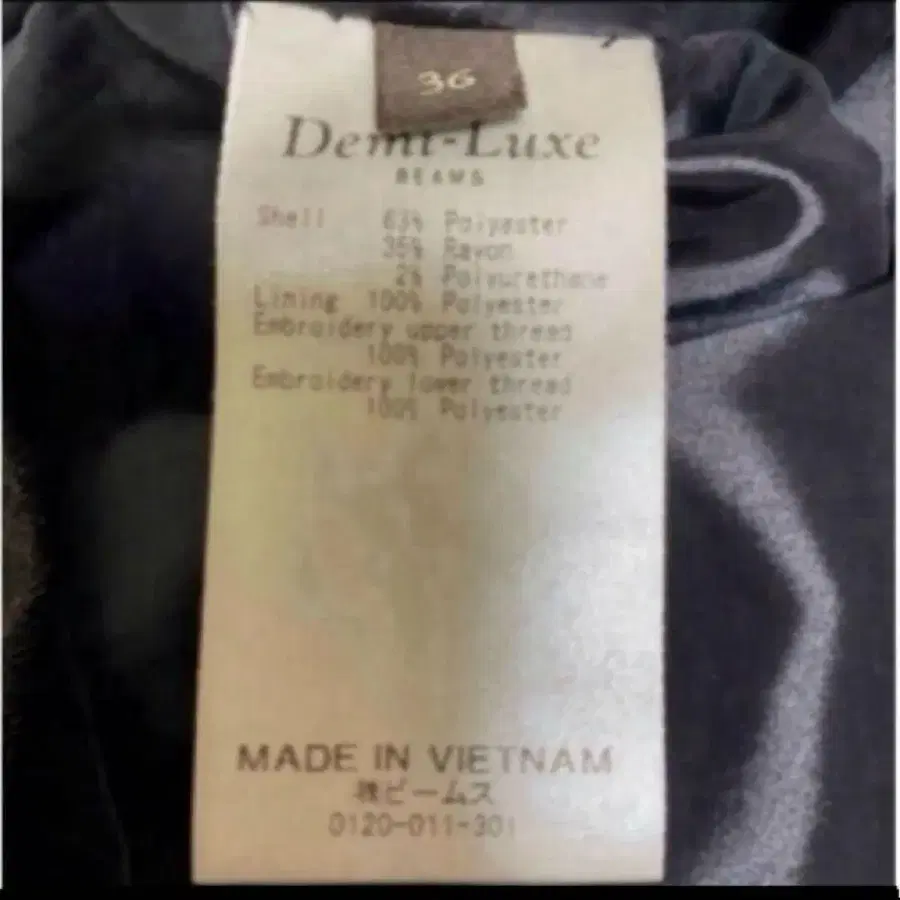 36
Demi-Luxe
BEAMS
Shell 63% Polyester
35% Rayon
2% Polyurethane
Lining 100% Polyester
Embroidery upper thread
100% Polyester
Embroidery lower thread
100% Polyester
MADE IN VIETNAM
㈱ビームス
0120-011-301